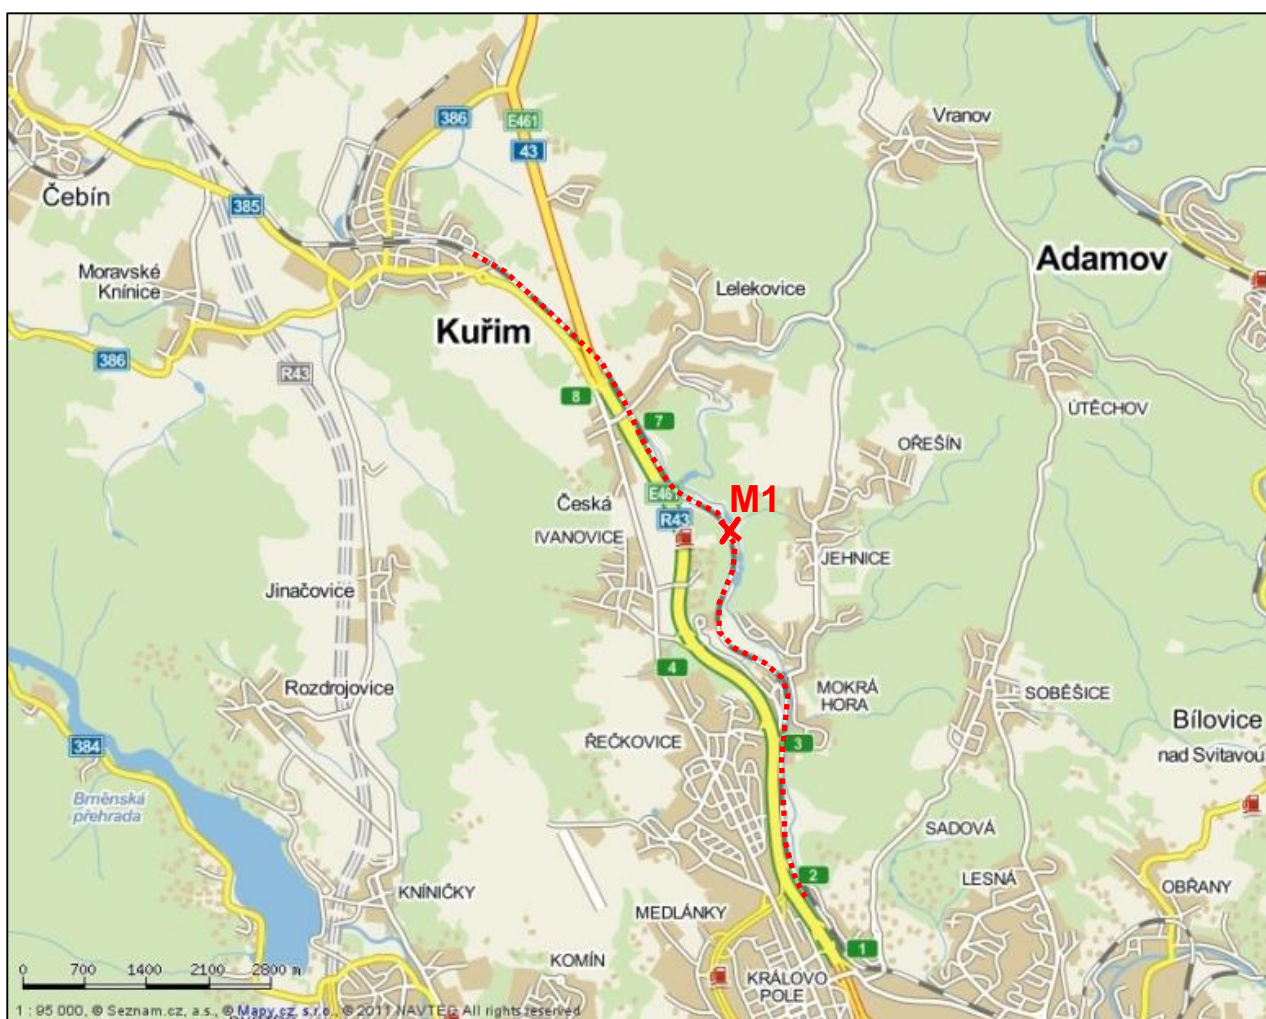 386
E461
43
Vranov
Čebín
385
Adamov
Moravské
Knínice
Lelekovice
Kuřim
386
R43
8
7
ÚTĚCHOV
OŘEŠÍN
E461
M1
Česká
R43
IVANOVICE
JEHNICE
Jinačovice
4
Rozdrojovice
MOKRÁ
HORA
SOBĚŠICE
Bílovice
nad Svitavou
384
ŘEČKOVICE
3
Brněnská
přehrada
SADOVÁ
2
LESNÁ
OBŘANY
KNÍNIČKY
MEDLÁNKY
1
KOMÍN
KRÁLOVO
POLE
0 700 1400 2100 2800 m
1 : 95 000, © Seznam.cz, a.s., © Mapy.cz, s.r.o., © 2011 NAVTEQ All rights reserved